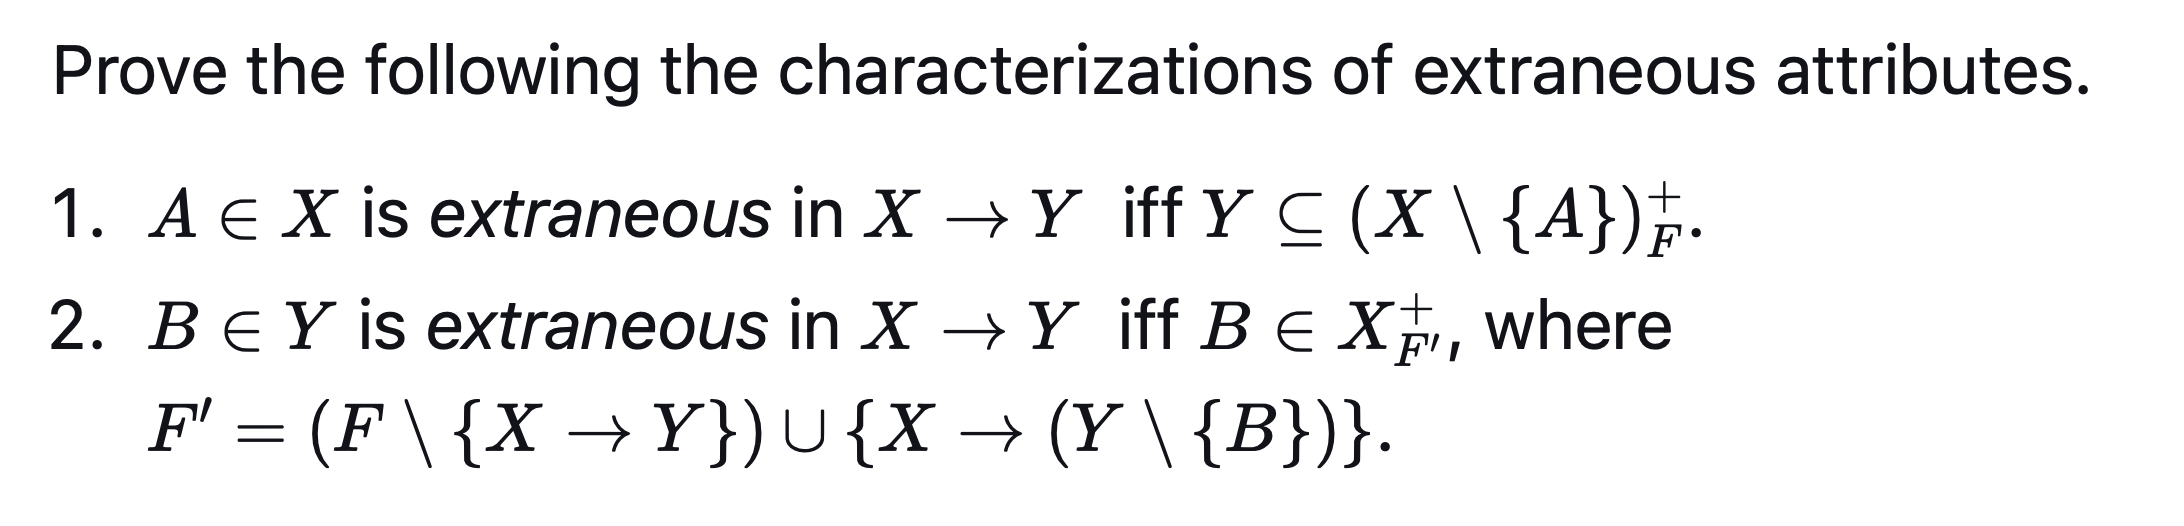 Prove the following the characterizations of extraneous attributes.
1. A ∈ X is extraneous in X → Y iff Y ⊆ (X \ {A})⁺_F.
2. B ∈ Y is extraneous in X → Y iff B ∈ X⁺_F′, where
F′ = (F \ {X → Y}) ∪ {X → (Y \ {B})}.